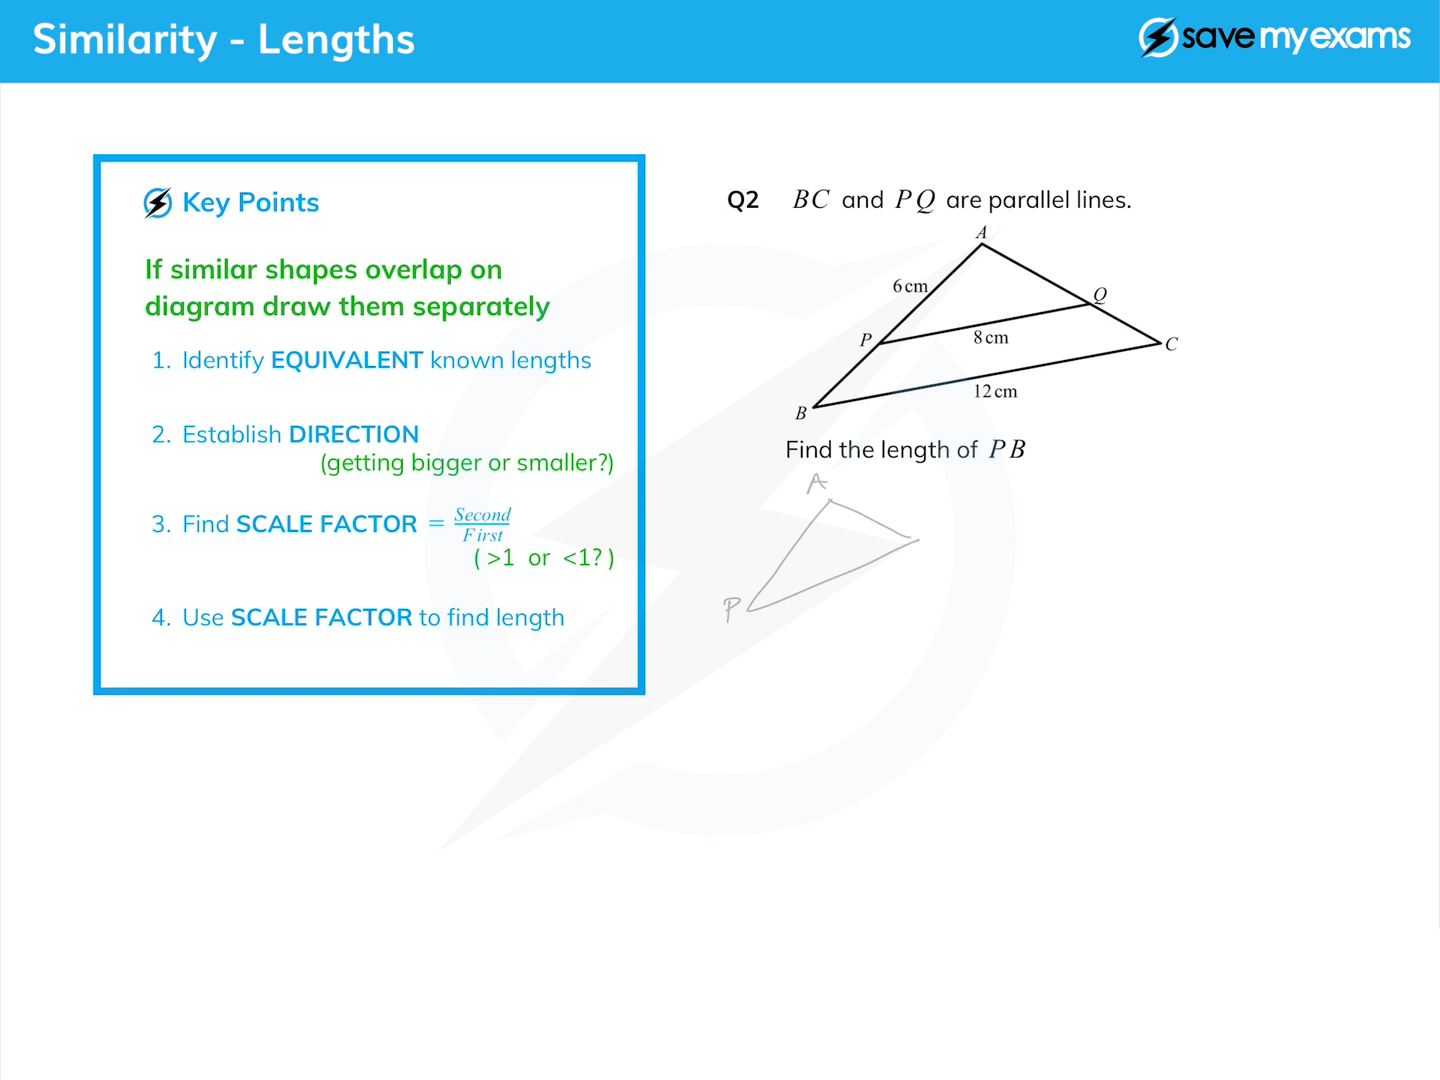 Similarity - Lengths
save my exams
Key Points
If similar shapes overlap on
diagram draw them separately
1. Identify EQUIVALENT known lengths
2. Establish DIRECTION
(getting bigger or smaller?)
3. Find SCALE FACTOR = Second/First
( >1 or <1? )
4. Use SCALE FACTOR to find length
Q2 BC and PQ are parallel lines.
A
6 cm
Q
P
8 cm
C
12 cm
B
Find the length of PB
A
P